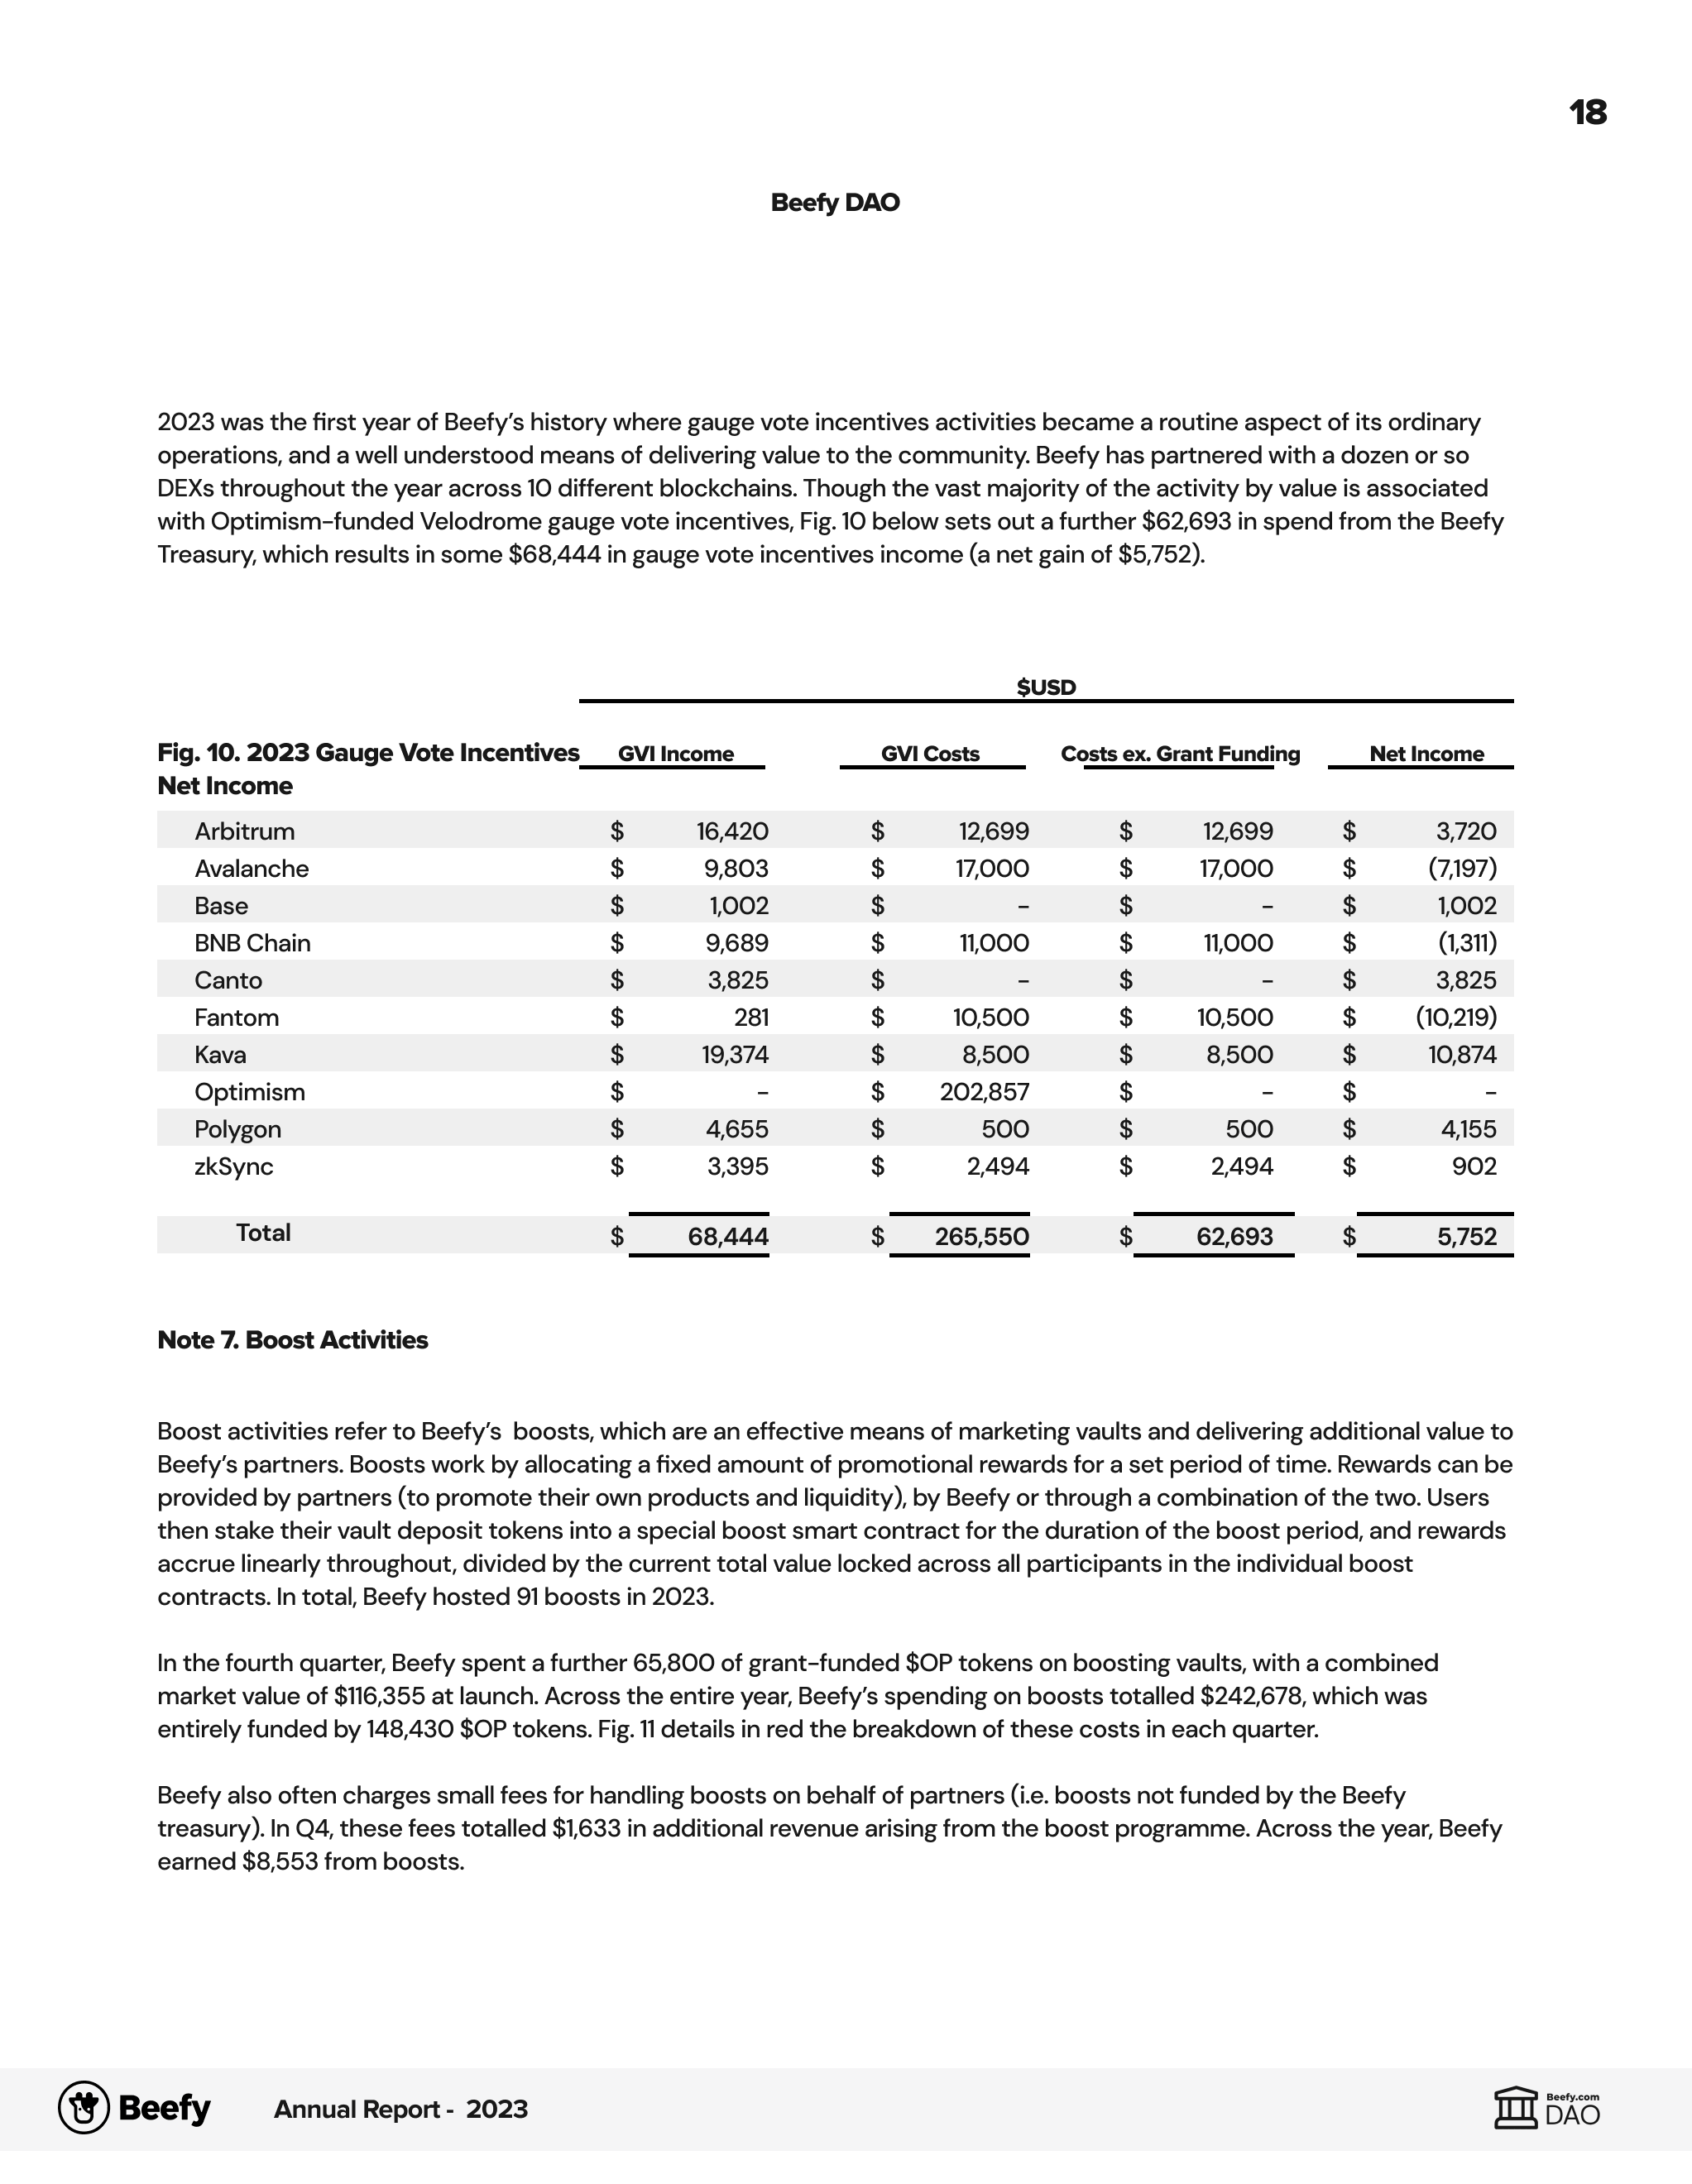 18
Beefy DAO
2023 was the first year of Beefy’s history where gauge vote incentives activities became a routine aspect of its ordinary
operations, and a well understood means of delivering value to the community. Beefy has partnered with a dozen or so
DEXs throughout the year across 10 different blockchains. Though the vast majority of the activity by value is associated
with Optimism-funded Velodrome gauge vote incentives, Fig. 10 below sets out a further $62,693 in spend from the Beefy
Treasury, which results in some $68,444 in gauge vote incentives income (a net gain of $5,752).
$USD
Fig. 10. 2023 Gauge Vote Incentives GVI Income GVI Costs Costs ex. Grant Funding Net Income
Net Income
Arbitrum $ 16,420 $ 12,699 $ 12,699 $ 3,720
Avalanche $ 9,803 $ 17,000 $ 17,000 $ (7,197)
Base $ 1,002 $ - $ - $ 1,002
BNB Chain $ 9,689 $ 11,000 $ 11,000 $ (1,311)
Canto $ 3,825 $ - $ - $ 3,825
Fantom $ 281 $ 10,500 $ 10,500 $ (10,219)
Kava $ 19,374 $ 8,500 $ 8,500 $ 10,874
Optimism $ - $ 202,857 $ - $ -
Polygon $ 4,655 $ 500 $ 500 $ 4,155
zkSync $ 3,395 $ 2,494 $ 2,494 $ 902
Total $ 68,444 $ 265,550 $ 62,693 $ 5,752
Note 7. Boost Activities
Boost activities refer to Beefy’s  boosts, which are an effective means of marketing vaults and delivering additional value to
Beefy’s partners. Boosts work by allocating a fixed amount of promotional rewards for a set period of time. Rewards can be
provided by partners (to promote their own products and liquidity), by Beefy or through a combination of the two. Users
then stake their vault deposit tokens into a special boost smart contract for the duration of the boost period, and rewards
accrue linearly throughout, divided by the current total value locked across all participants in the individual boost
contracts. In total, Beefy hosted 91 boosts in 2023.
In the fourth quarter, Beefy spent a further 65,800 of grant-funded $OP tokens on boosting vaults, with a combined
market value of $116,355 at launch. Across the entire year, Beefy’s spending on boosts totalled $242,678, which was
entirely funded by 148,430 $OP tokens. Fig. 11 details in red the breakdown of these costs in each quarter.
Beefy also often charges small fees for handling boosts on behalf of partners (i.e. boosts not funded by the Beefy
treasury). In Q4, these fees totalled $1,633 in additional revenue arising from the boost programme. Across the year, Beefy
earned $8,553 from boosts.
Beefy Annual Report - 2023
Beefy.com
DAO